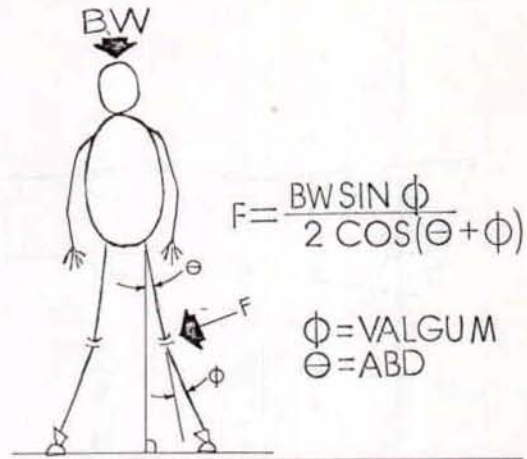 BW
F = BW SIN Φ
2 COS(Θ + Φ)
Θ
F
Φ = VALGUM
Φ
Θ = ABD